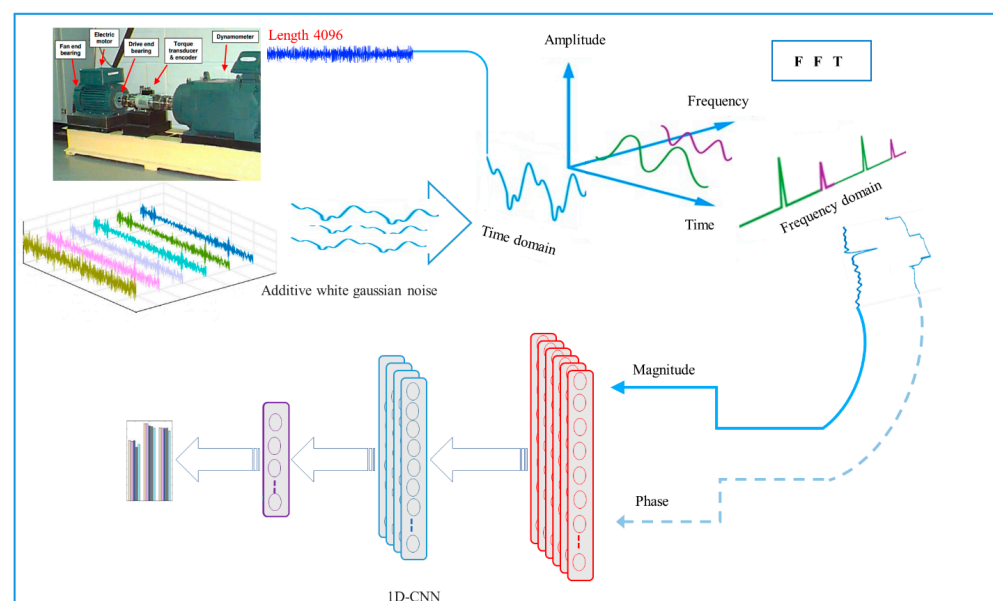 Fan end
bearing
Electric
motor
Drive end
bearing
Torque
transducer
& encoder
Dynamometer
Length 4096
Amplitude
F F T
Frequency
Time
Time domain
Frequency domain
Additive white gaussian noise
Magnitude
Phase
1D-CNN